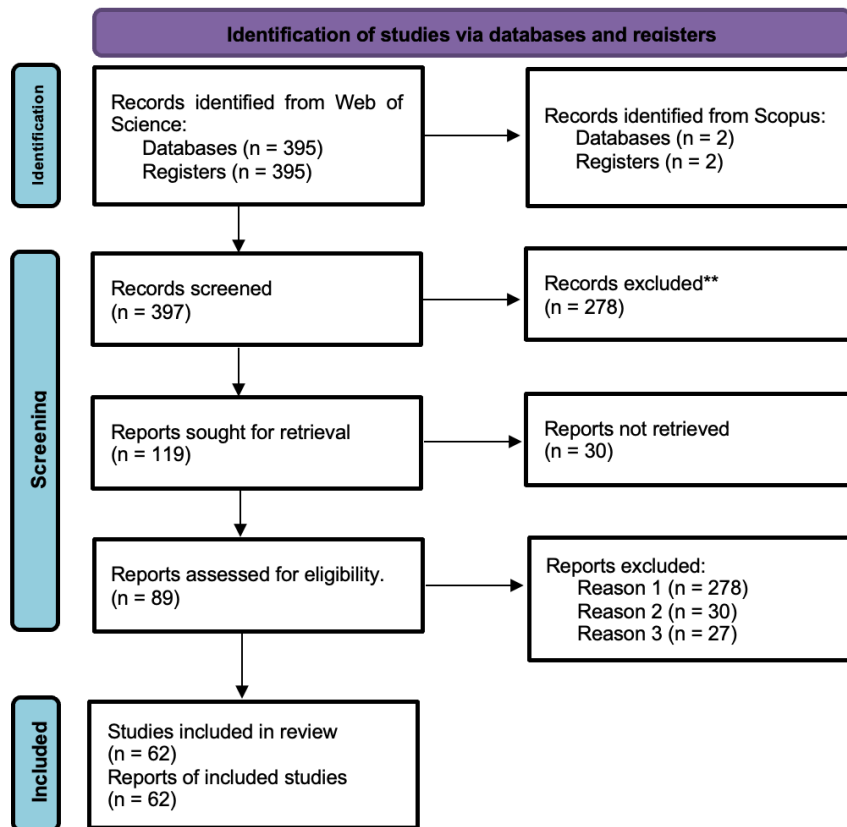 Identification of studies via databases and registers
Identification
Records identified from Web of
Science:
Databases (n = 395)
Registers (n = 395)
Records identified from Scopus:
Databases (n = 2)
Registers (n = 2)
Screening
Records screened
(n = 397)
Records excluded**
(n = 278)
Reports sought for retrieval
(n = 119)
Reports not retrieved
(n = 30)
Reports assessed for eligibility.
(n = 89)
Reports excluded:
Reason 1 (n = 278)
Reason 2 (n = 30)
Reason 3 (n = 27)
Included
Studies included in review
(n = 62)
Reports of included studies
(n = 62)